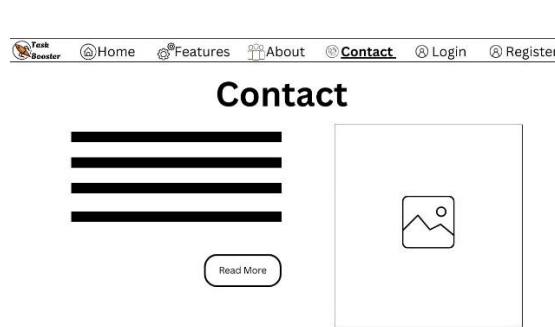 Task
Booster
Home Features About Contact Login Register
Contact
Read More